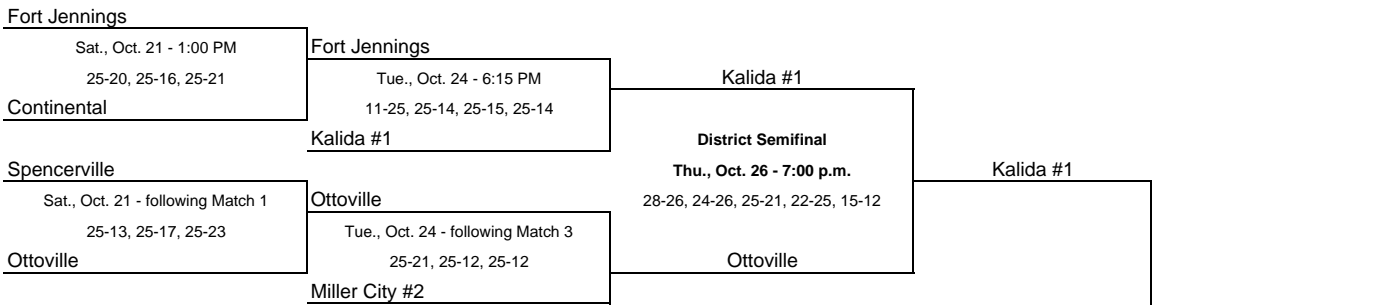 Fort Jennings
Sat., Oct. 21 - 1:00 PM
25-20, 25-16, 25-21
Continental
Fort Jennings
Tue., Oct. 24 - 6:15 PM
11-25, 25-14, 25-15, 25-14
Kalida #1
Spencerville
Sat., Oct. 21 - following Match 1
25-13, 25-17, 25-23
Ottoville
Ottoville
Tue., Oct. 24 - following Match 3
25-21, 25-12, 25-12
Miller City #2
Kalida #1
District Semifinal
Thu., Oct. 26 - 7:00 p.m.
28-26, 24-26, 25-21, 22-25, 15-12
Ottoville
Kalida #1